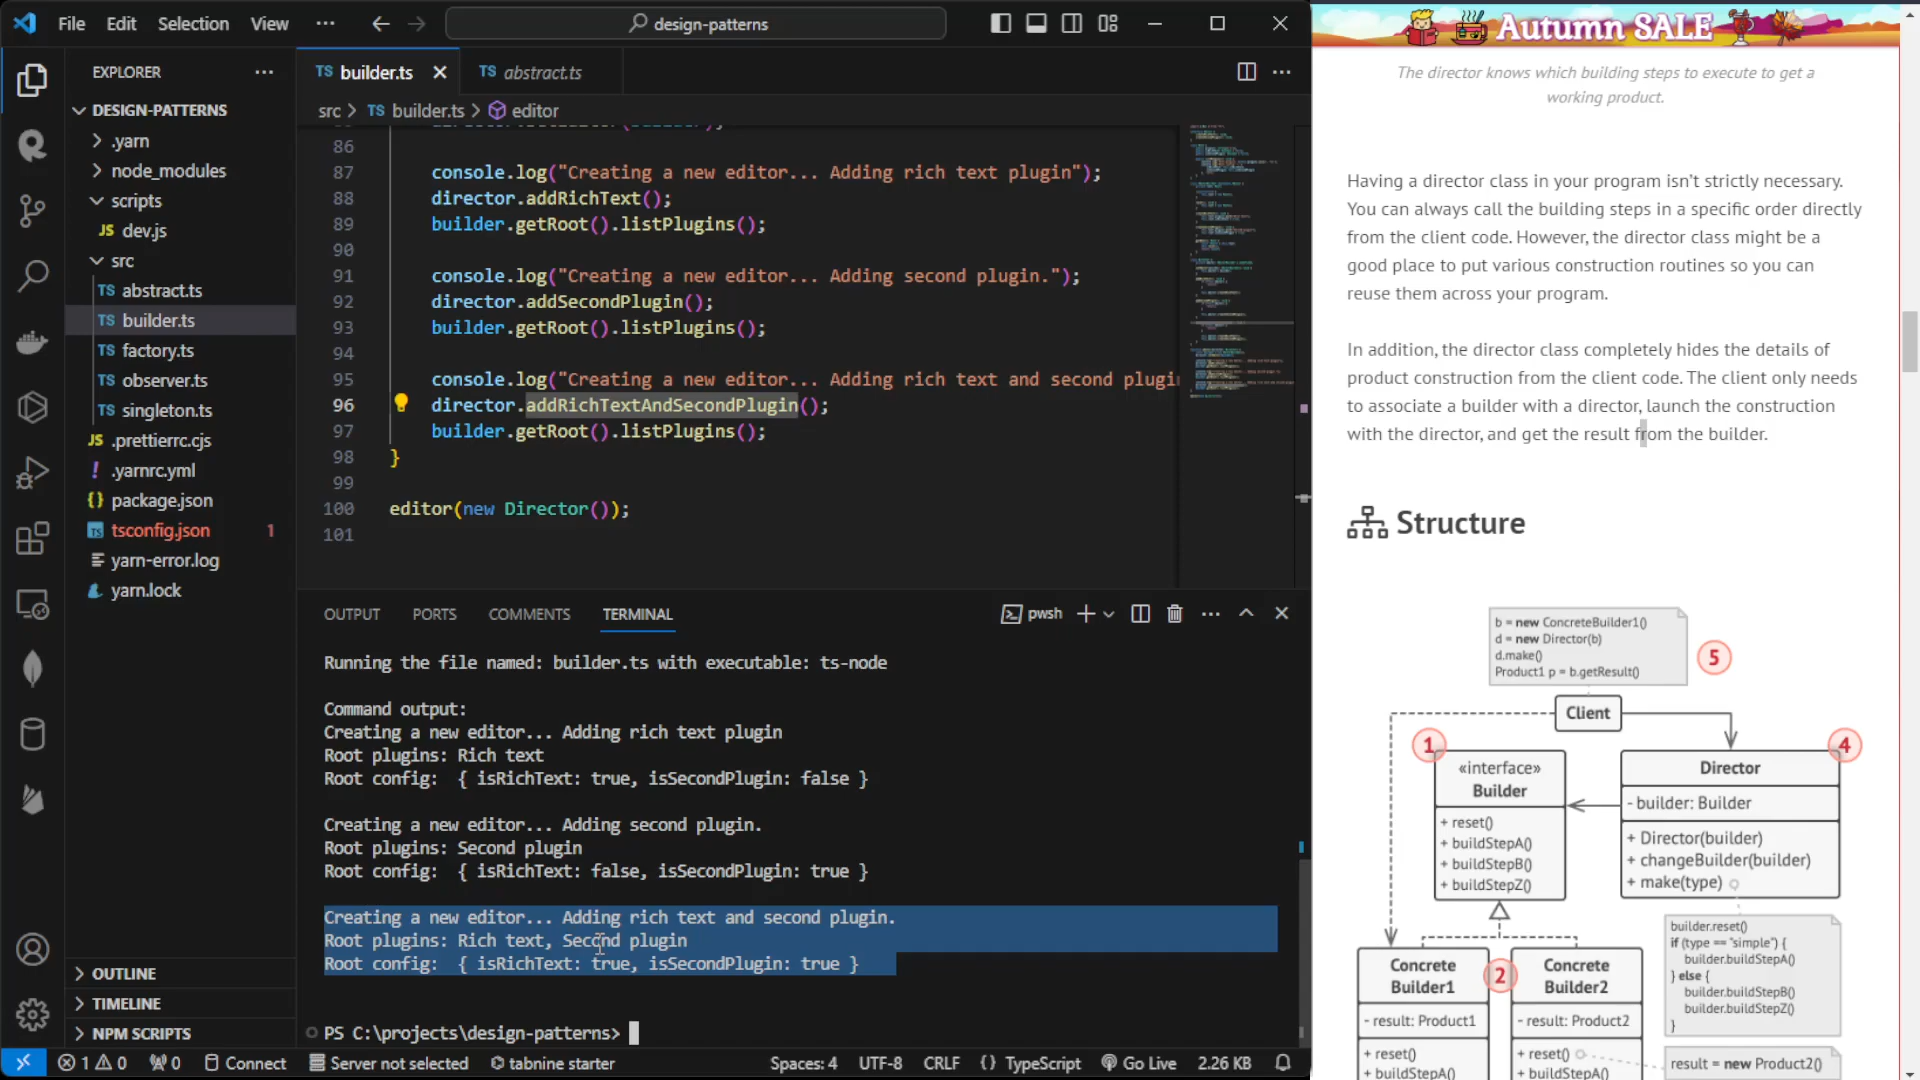 File Edit Selection View ··· design-patterns
EXPLORER
DESIGN-PATTERNS
.yarn
node_modules
scripts
JS dev.js
src
TS abstract.ts
TS builder.ts
TS factory.ts
TS observer.ts
TS singleton.ts
JS .prettierrc.cjs
! .yarnrc.yml
{} package.json
TS tsconfig.json 1
yarn-error.log
yarn.lock
OUTLINE
TIMELINE
NPM SCRIPTS
TS builder.ts TS abstract.ts
src > TS builder.ts > editor
86
87 console.log("Creating a new editor... Adding rich text plugin");
88 director.addRichText();
89 builder.getRoot().listPlugins();
90
91 console.log("Creating a new editor... Adding second plugin.");
92 director.addSecondPlugin();
93 builder.getRoot().listPlugins();
94
95 console.log("Creating a new editor... Adding rich text and second plugi
96 director.addRichTextAndSecondPlugin();
97 builder.getRoot().listPlugins();
98 }
99
100 editor(new Director());
101
OUTPUT PORTS COMMENTS TERMINAL pwsh
Running the file named: builder.ts with executable: ts-node
Command output:
Creating a new editor... Adding rich text plugin
Root plugins: Rich text
Root config: { isRichText: true, isSecondPlugin: false }
Creating a new editor... Adding second plugin.
Root plugins: Second plugin
Root config: { isRichText: false, isSecondPlugin: true }
Creating a new editor... Adding rich text and second plugin.
Root plugins: Rich text, Second plugin
Root config: { isRichText: true, isSecondPlugin: true }
PS C:\projects\design-patterns>
1 0 0 Connect Server not selected tabnine starter Spaces: 4 UTF-8 CRLF {} TypeScript Go Live 2.26 KB
Autumn SALE
The director knows which building steps to execute to get a
working product.
Having a director class in your program isn't strictly necessary.
You can always call the building steps in a specific order directly
from the client code. However, the director class might be a
good place to put various construction routines so you can
reuse them across your program.
In addition, the director class completely hides the details of
product construction from the client code. The client only needs
to associate a builder with a director, launch the construction
with the director, and get the result from the builder.
Structure
b = new ConcreteBuilder1()
d = new Director(b)
d.make()
Product1 p = b.getResult()
5
Client
1
«interface»
Builder
+ reset()
+ buildStepA()
+ buildStepB()
+ buildStepZ()
4
Director
- builder: Builder
+ Director(builder)
+ changeBuilder(builder)
+ make(type)
builder.reset()
if (type == "simple") {
builder.buildStepA()
} else {
builder.buildStepB()
builder.buildStepZ()
}
Concrete
Builder1
- result: Product1
+ reset()
+ buildStepA()
2
Concrete
Builder2
- result: Product2
+ reset()
+ buildStepA()
result = new Product2()